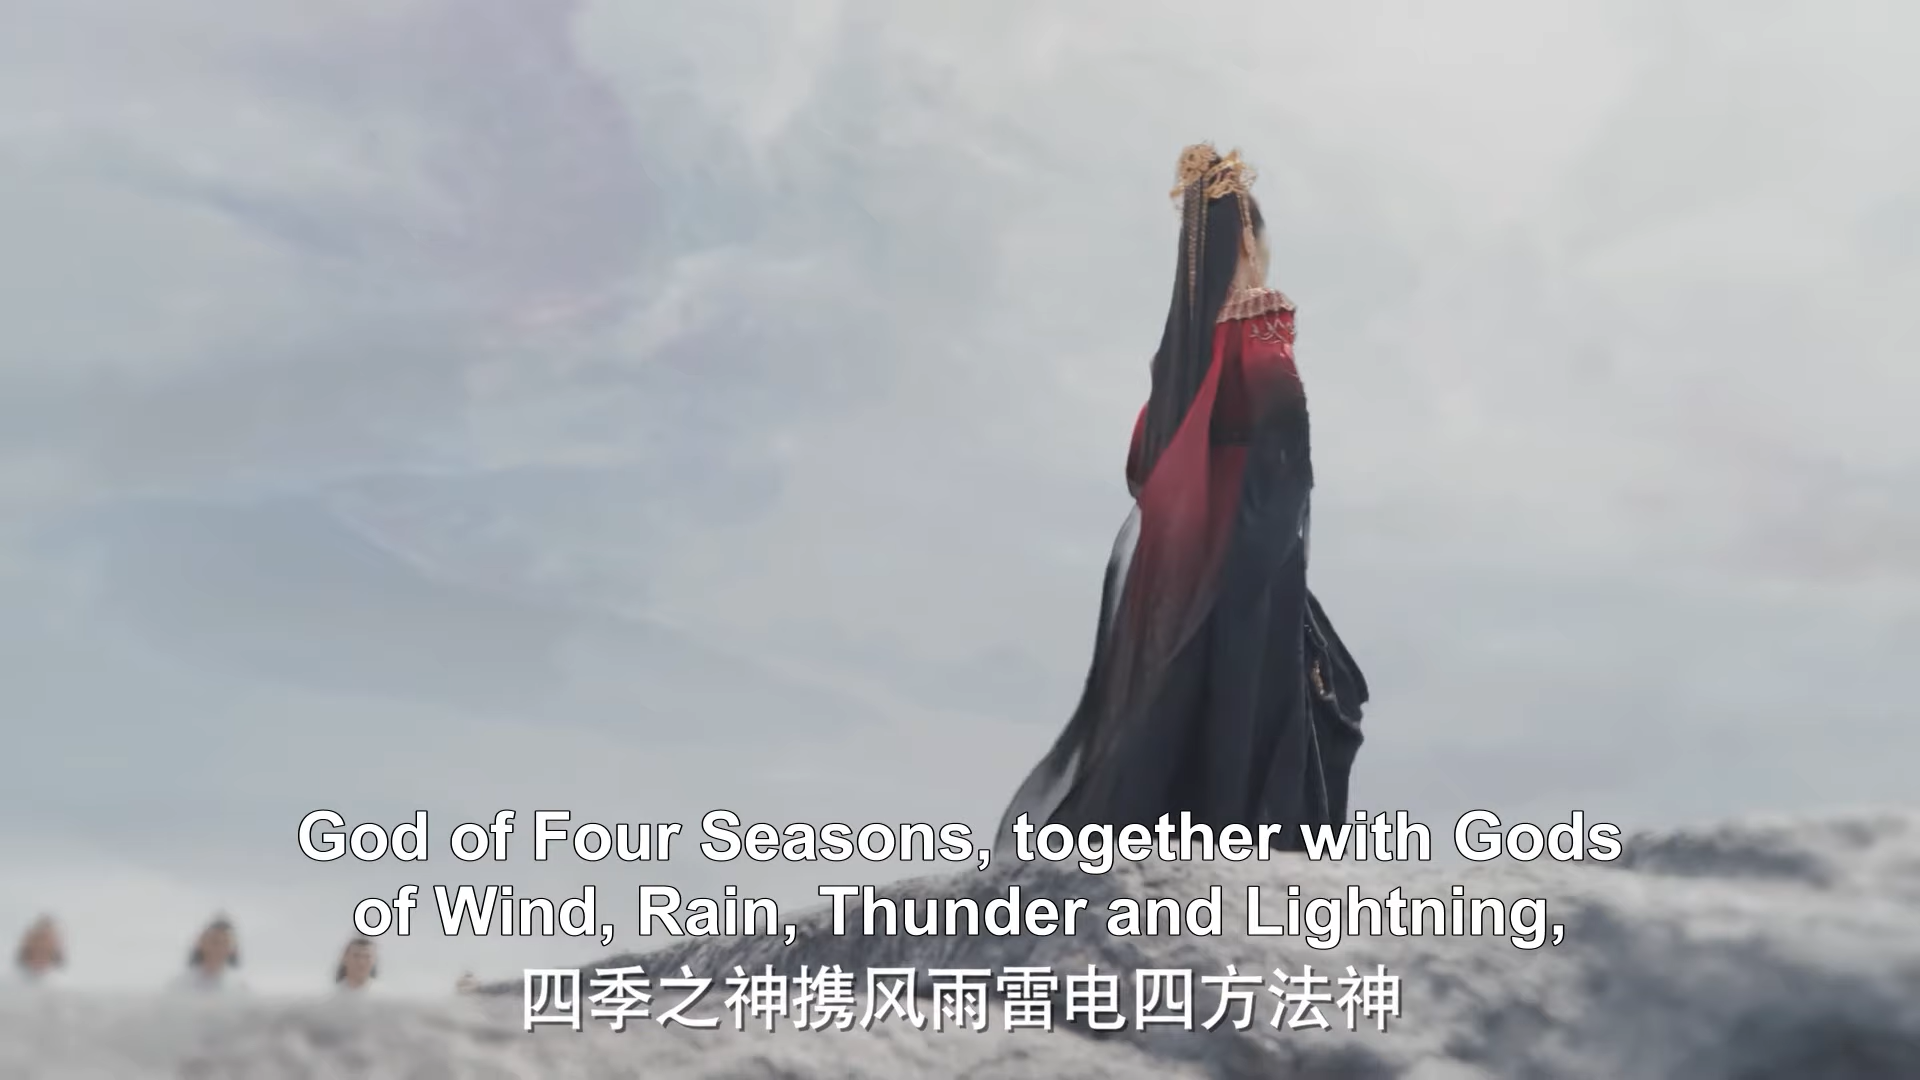 God of Four Seasons, together with Gods
of Wind, Rain, Thunder and Lightning,
四季之神携风雨雷电四方法神